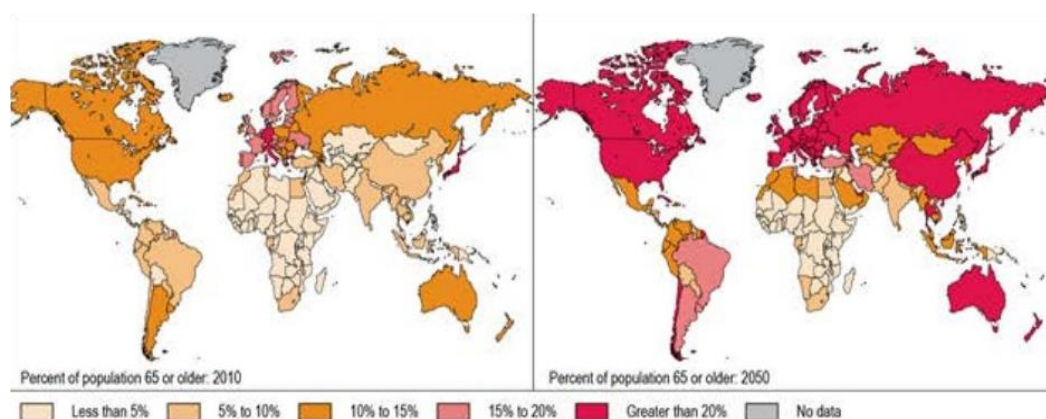 Percent of population 65 or older: 2010
Percent of population 65 or older: 2050
Less than 5%
5% to 10%
10% to 15%
15% to 20%
Greater than 20%
No data